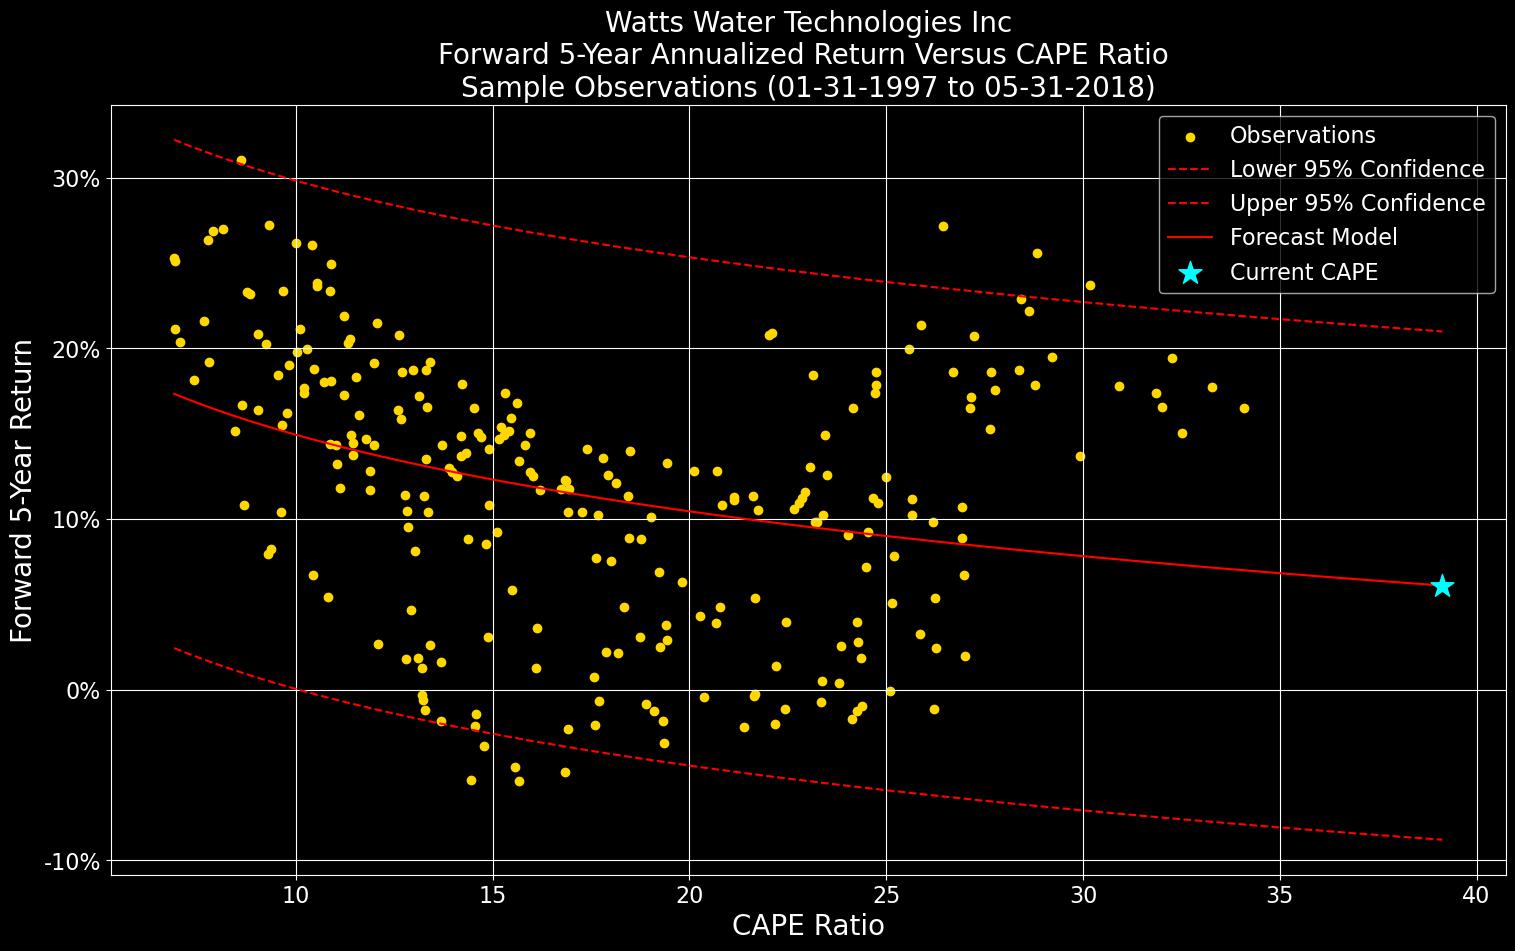 Watts Water Technologies Inc
Forward 5-Year Annualized Return Versus CAPE Ratio
Sample Observations (01-31-1997 to 05-31-2018)
Observations
Lower 95% Confidence
Upper 95% Confidence
Forecast Model
Current CAPE
Forward 5-Year Return
30%
20%
10%
0%
-10%
10 15 20 25 30 35 40
CAPE Ratio